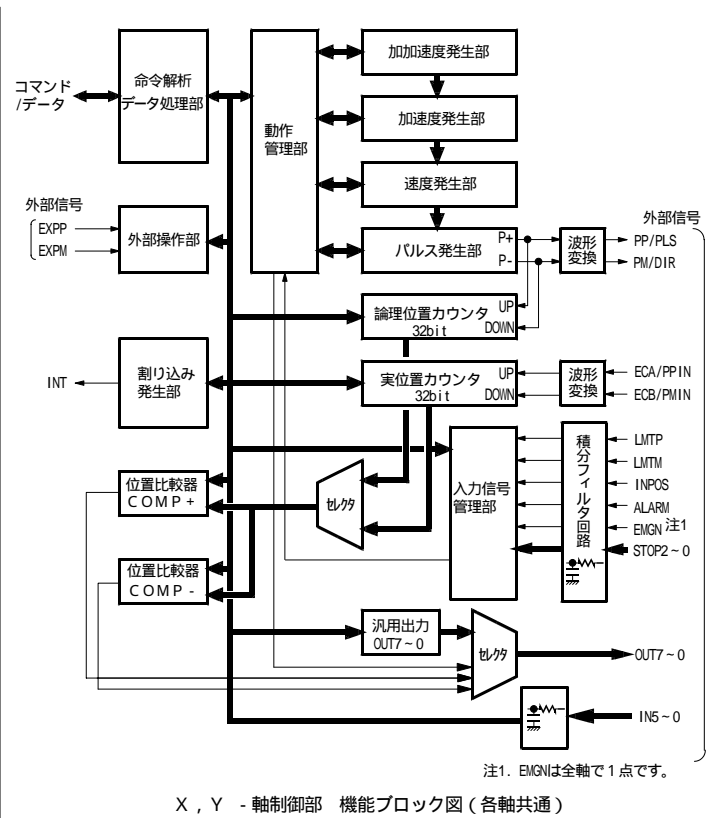 コマンド
/データ
命令解析
データ処理部
動作
管理部
加加速度発生部
加速度発生部
速度発生部
パルス発生部
P+
P-
波形
変換
外部信号
PP/PLS
PM/DIR
外部信号
EXPP
EXPM
外部操作部
論理位置カウンタ
32bit
UP
DOWN
INT
割り込み
発生部
実位置カウンタ
32bit
UP
DOWN
波形
変換
ECA/PPIN
ECB/PMIN
位置比較器
COMP+
セレクタ
入力信号
管理部
積分フィルタ回路
LMTP
LMTM
INPOS
ALARM
EMGN 注1
STOP2~0
位置比較器
COMP-
汎用出力
OUT7~0
セレクタ
OUT7~0
IN5~0
注1. EMGNは全軸で1点です。
X,Y -軸制御部 機能ブロック図(各軸共通)